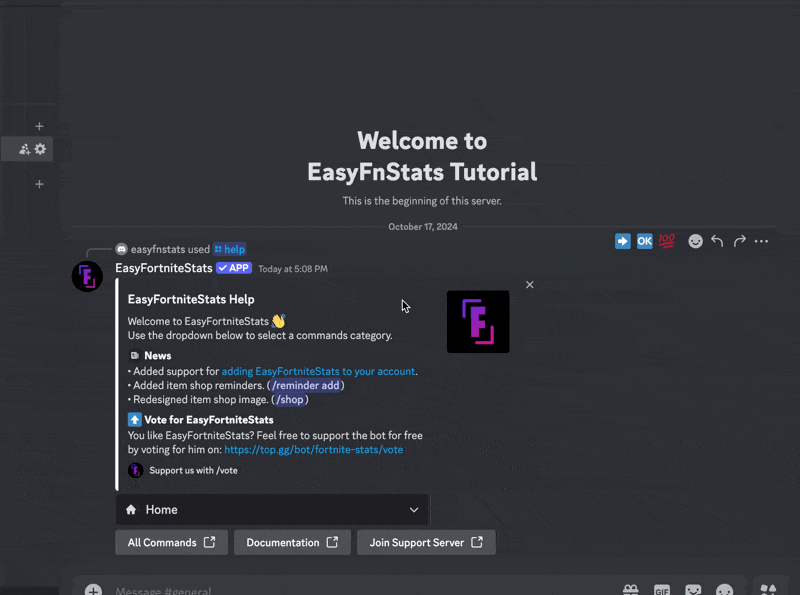 Welcome to
EasyFnStats Tutorial
This is the beginning of this server.
October 17, 2024
OK 100
easyfnstats used help
EasyFortniteStats APP Today at 5:08 PM
EasyFortniteStats Help
Welcome to EasyFortniteStats 👋
Use the dropdown below to select a commands category.
News
• Added support for adding EasyFortniteStats to your account.
• Added item shop reminders. (/reminder add)
• Redesigned item shop image. (/shop)
Vote for EasyFortniteStats
You like EasyFortniteStats? Feel free to support the bot for free
by voting for him on: https://top.gg/bot/fortnite-stats/vote
Support us with /vote
Home
All Commands Documentation Join Support Server
Message #general GIF